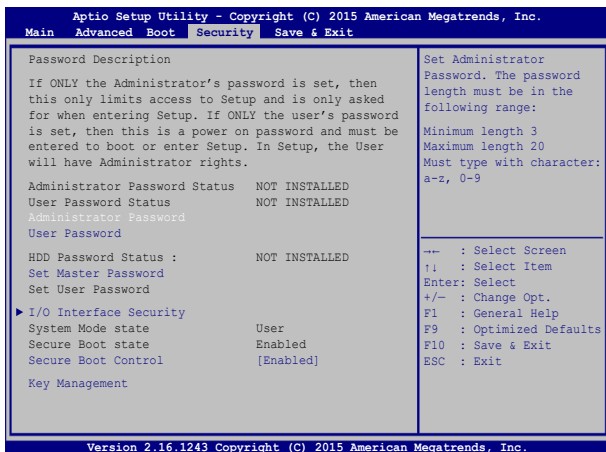 Aptio Setup Utility - Copyright (C) 2015 American Megatrends, Inc.
Main Advanced Boot Security Save & Exit
Password Description
If ONLY the Administrator's password is set, then
this only limits access to Setup and is only asked
for when entering Setup. If ONLY the user's password
is set, then this is a power on password and must be
entered to boot or enter Setup. In Setup, the User
will have Administrator rights.
Administrator Password Status NOT INSTALLED
User Password Status NOT INSTALLED
Administrator Password
User Password
HDD Password Status : NOT INSTALLED
Set Master Password
Set User Password
▶ I/O Interface Security
System Mode state User
Secure Boot state Enabled
Secure Boot Control [Enabled]
Key Management
Set Administrator
Password. The password
length must be in the
following range:
Minimum length 3
Maximum length 20
Must type with character:
a-z, 0-9
→← : Select Screen
↑↓ : Select Item
Enter: Select
+/— : Change Opt.
F1 : General Help
F9 : Optimized Defaults
F10 : Save & Exit
ESC : Exit
Version 2.16.1243 Copyright (C) 2015 American Megatrends, Inc.